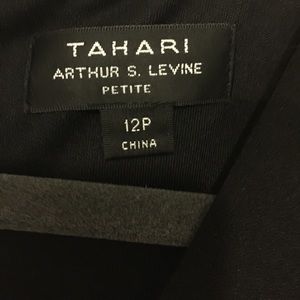 TAHARI
ARTHUR S. LEVINE
PETITE
12P
CHINA